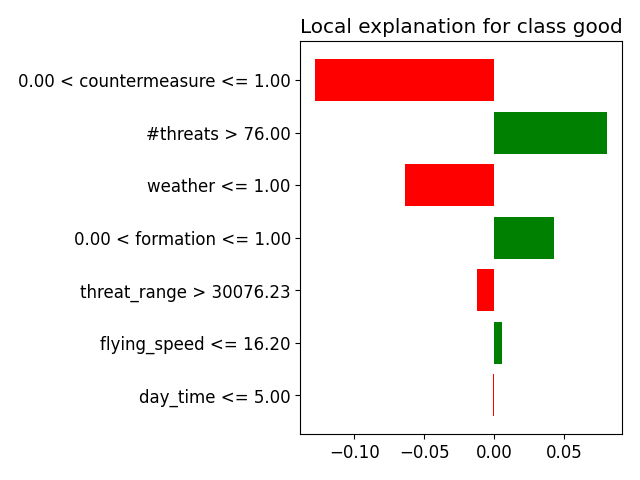 Local explanation for class good
0.00 < countermeasure <= 1.00
#threats > 76.00
weather <= 1.00
0.00 < formation <= 1.00
threat_range > 30076.23
flying_speed <= 16.20
day_time <= 5.00
−0.10 −0.05 0.00 0.05